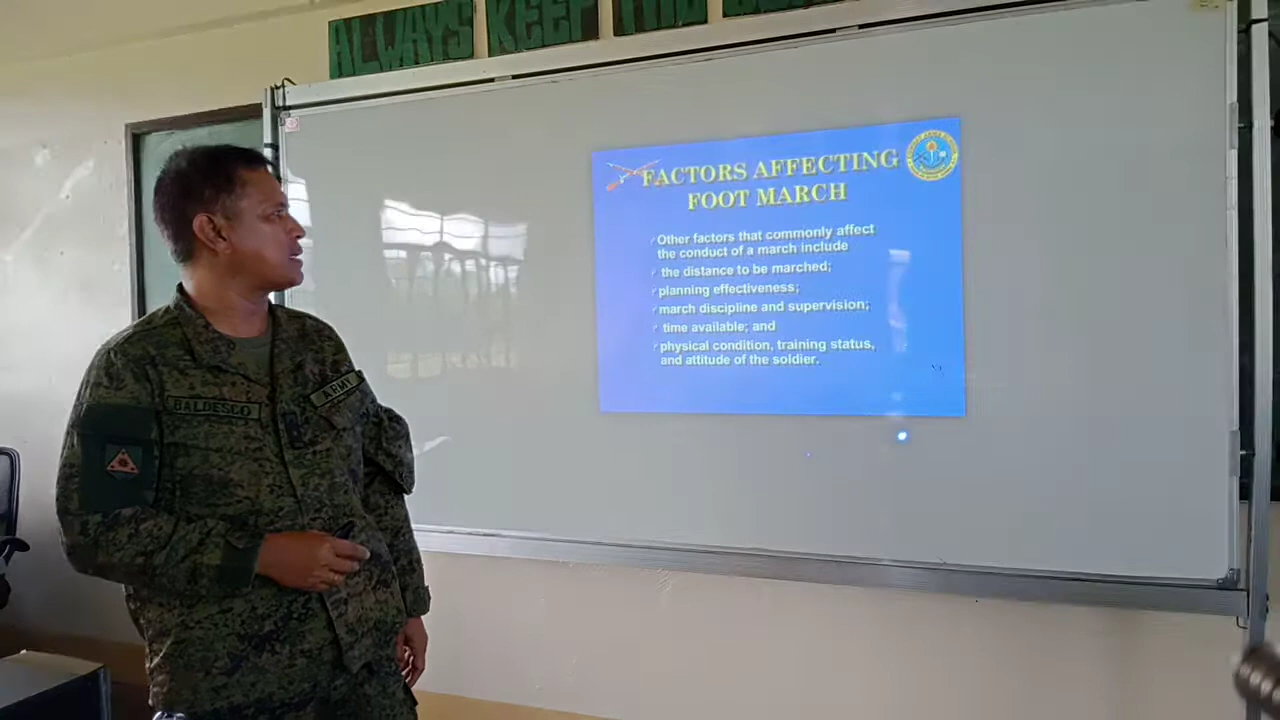 ALWAYS KEEP THE
FACTORS AFFECTING
FOOT MARCH
Other factors that commonly affect
the conduct of a march include
the distance to be marched;
planning effectiveness;
march discipline and supervision;
time available; and
physical condition, training status,
and attitude of the soldier.
BALDESCO
ARMY